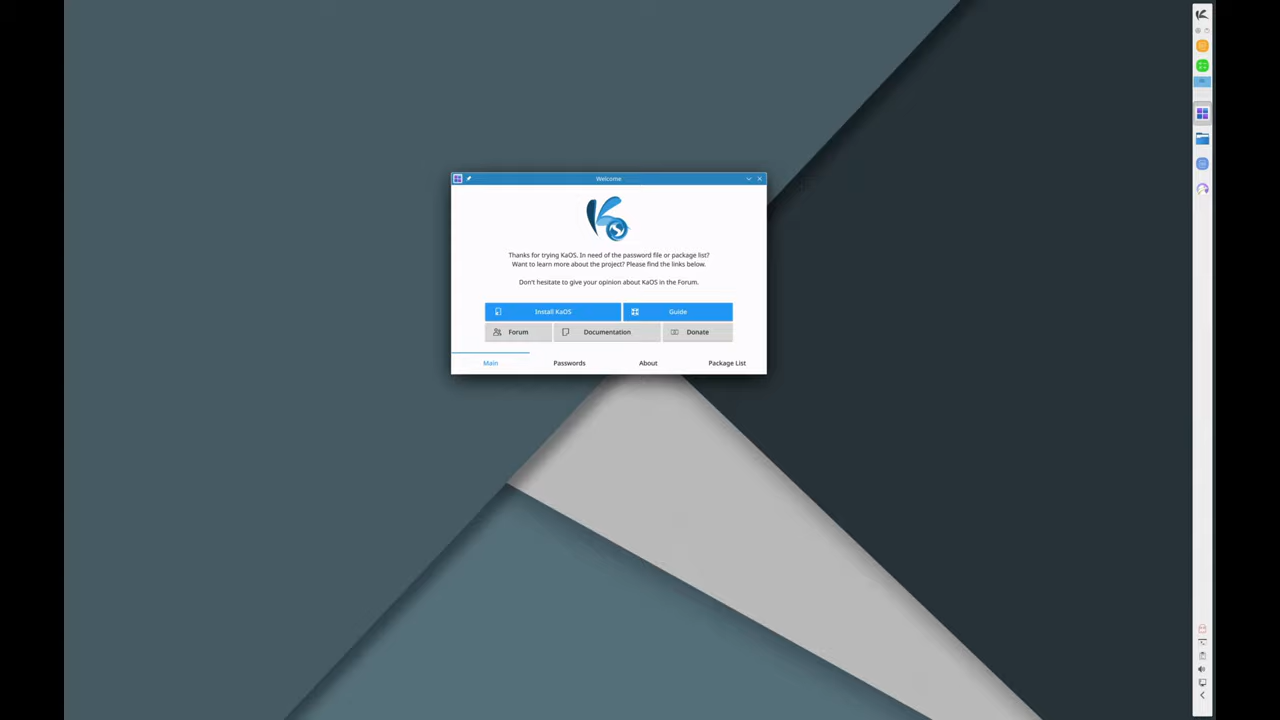 Welcome
Thanks for trying KaOS. In need of the password file or package list?
Want to learn more about the project? Please find the links below.
Don't hesitate to give your opinion about KaOS in the Forum.
Install KaOS
Guide
Forum
Documentation
Donate
Main
Passwords
About
Package List